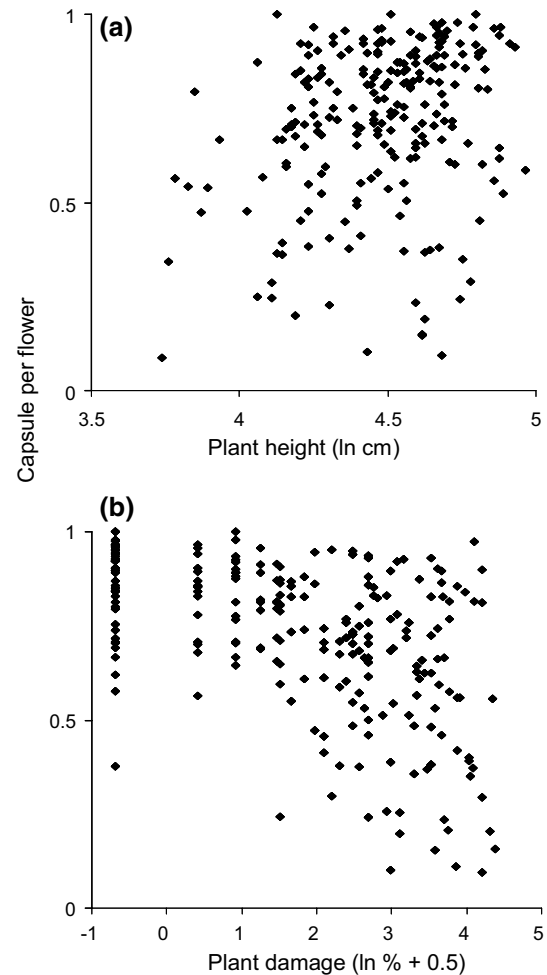 (a)
1
0.5
0
3.5 4 4.5 5
Plant height (ln cm)
Capsule per flower
(b)
1
0.5
0
-1 0 1 2 3 4 5
Plant damage (ln % + 0.5)